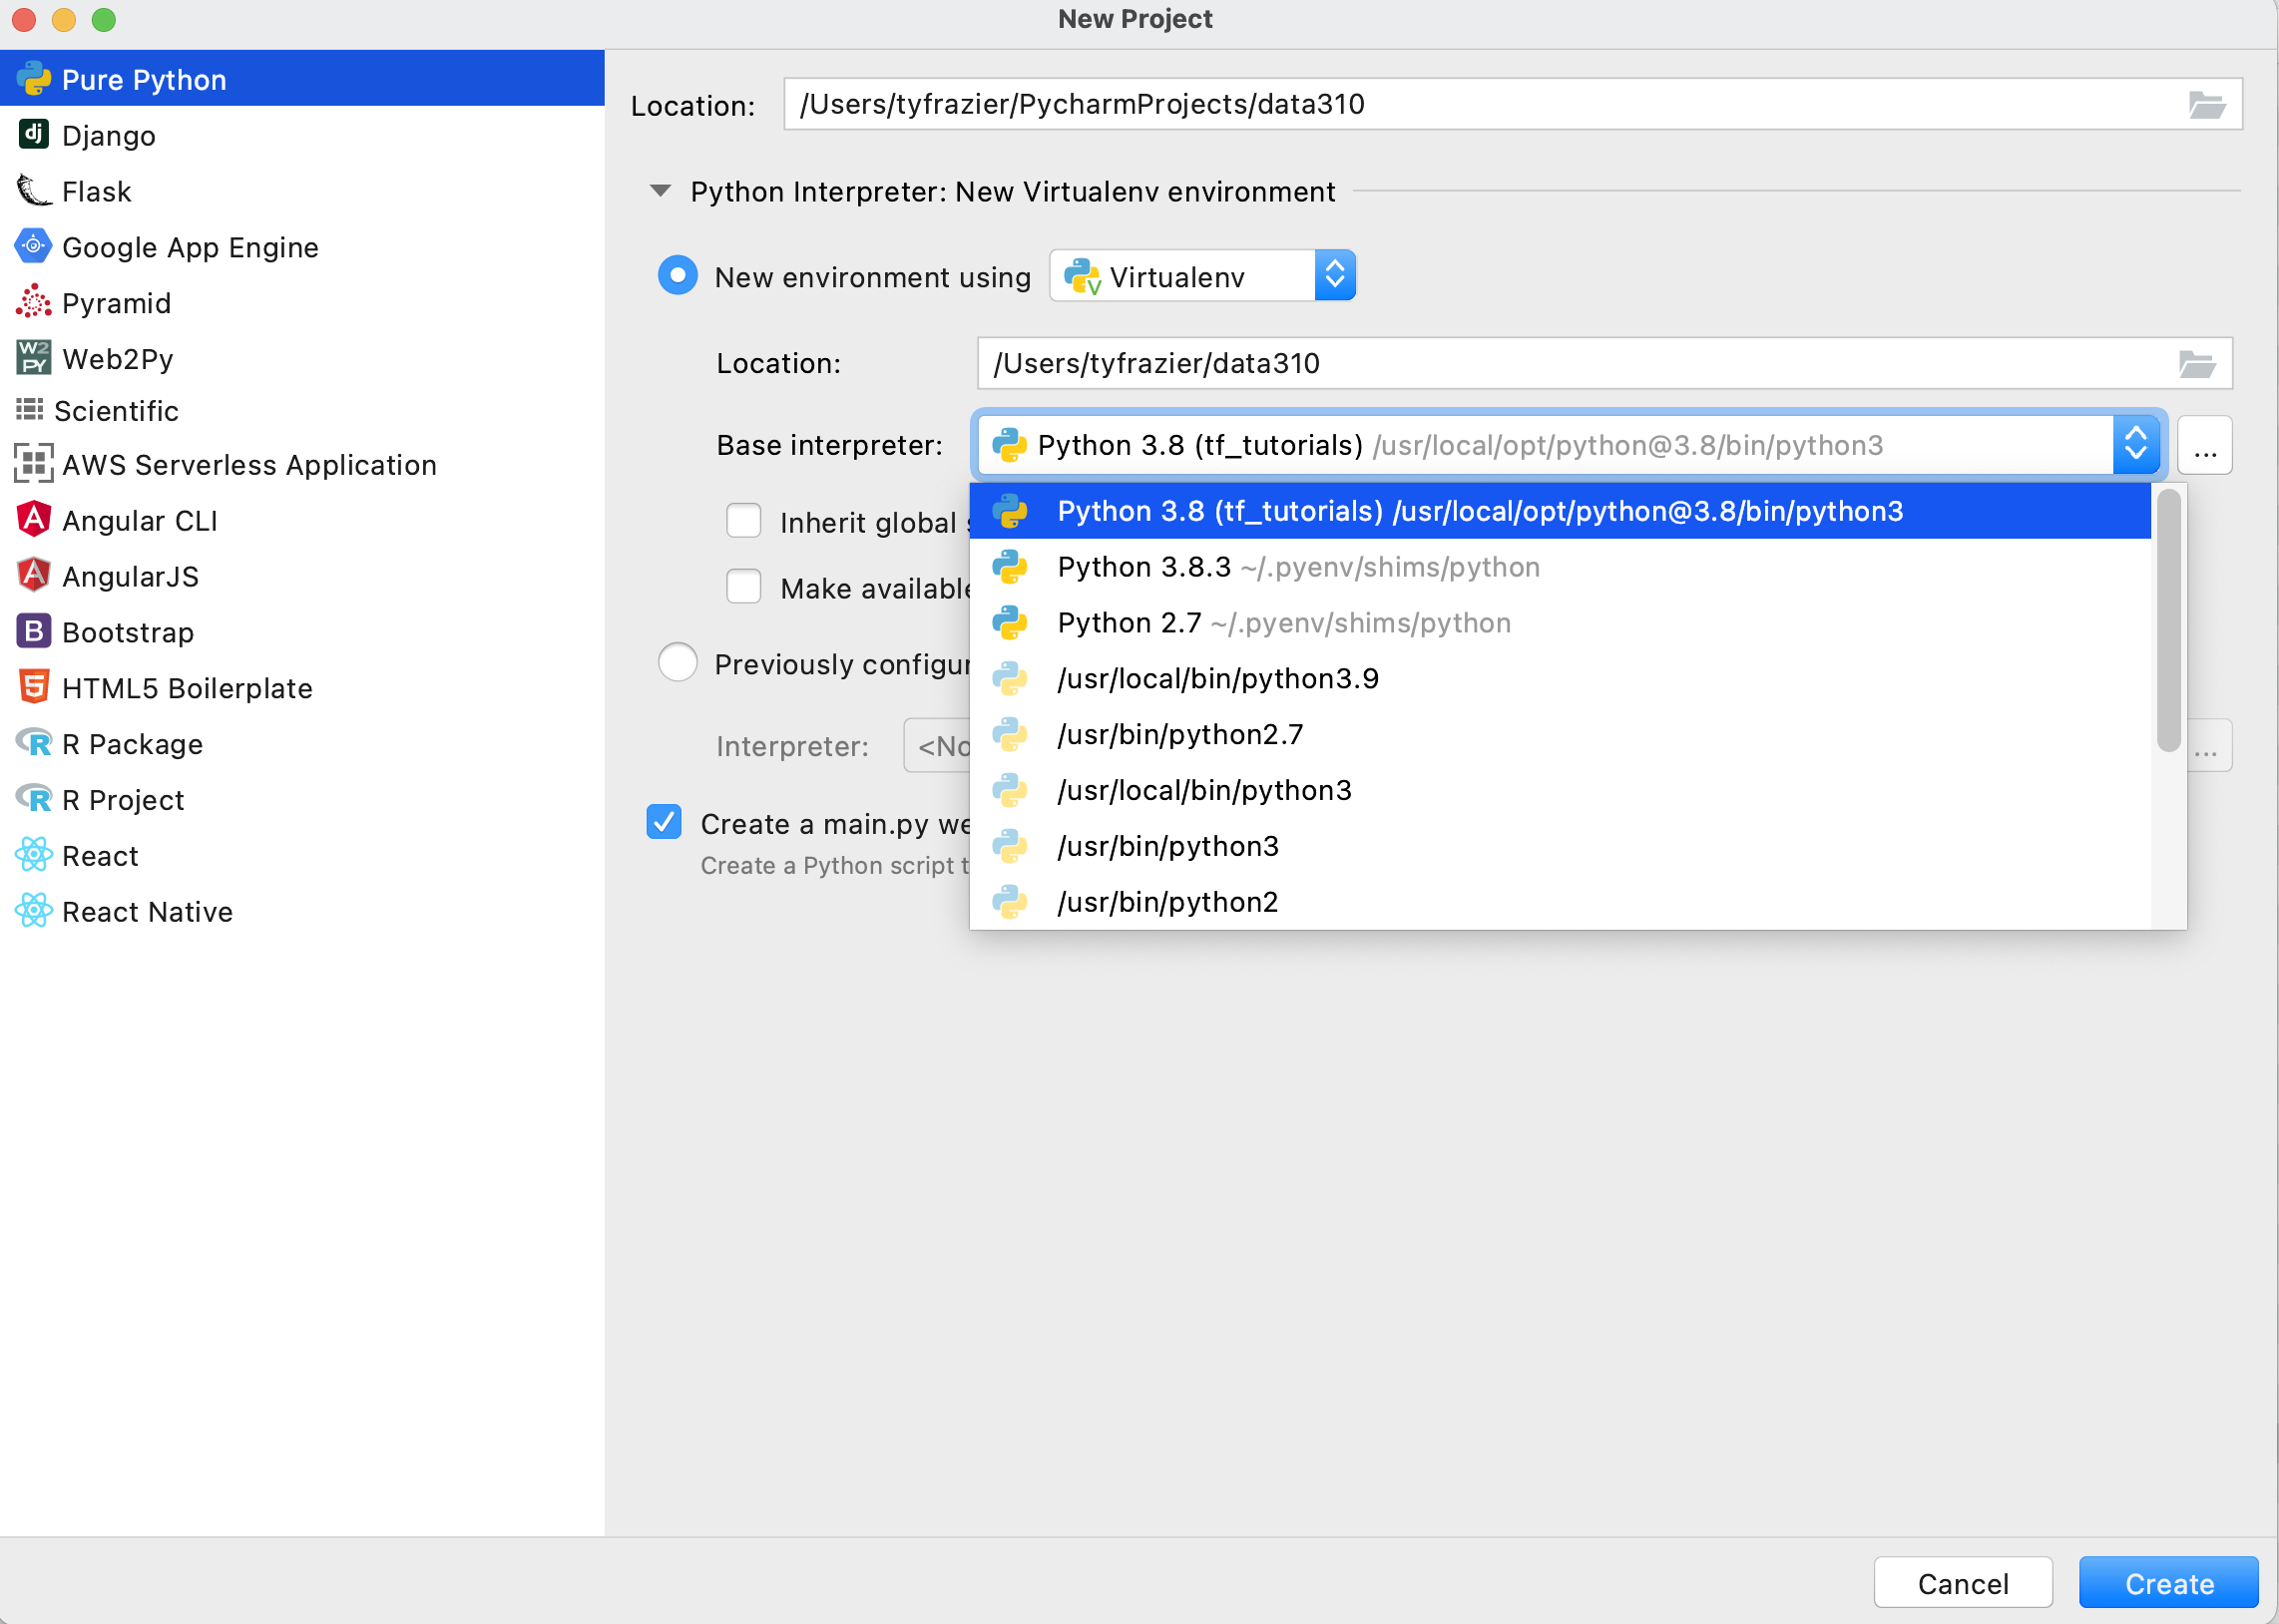 New Project
Pure Python
Django
Flask
Google App Engine
Pyramid
Web2Py
Scientific
AWS Serverless Application
Angular CLI
AngularJS
Bootstrap
HTML5 Boilerplate
R Package
R Project
React
React Native
Location: /Users/tyfrazier/PycharmProjects/data310
Python Interpreter: New Virtualenv environment
New environment using Virtualenv
Location: /Users/tyfrazier/data310
Base interpreter: Python 3.8 (tf_tutorials) /usr/local/opt/python@3.8/bin/python3 ...
Python 3.8 (tf_tutorials) /usr/local/opt/python@3.8/bin/python3
Python 3.8.3 ~/.pyenv/shims/python
Python 2.7 ~/.pyenv/shims/python
/usr/local/bin/python3.9
/usr/bin/python2.7
/usr/local/bin/python3
/usr/bin/python3
/usr/bin/python2
Inherit global
Make available
Previously configur
Interpreter: <No ...
Create a main.py we
Create a Python script t
Cancel
Create